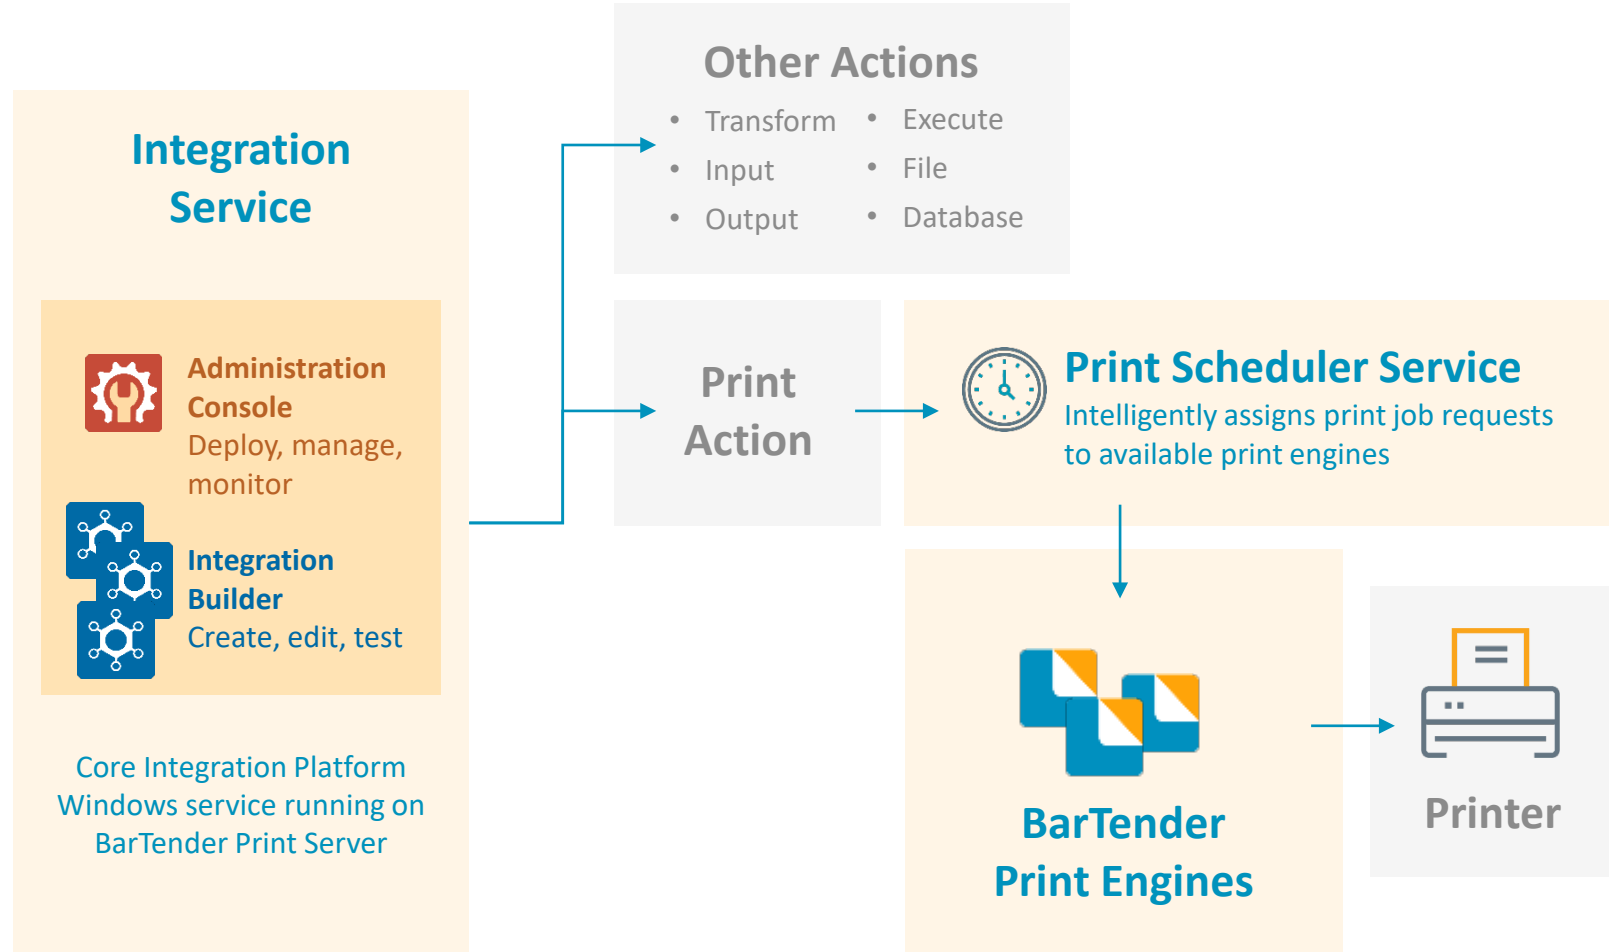 Integration
Service
Administration
Console
Deploy, manage,
monitor
Integration
Builder
Create, edit, test
Core Integration Platform
Windows service running on
BarTender Print Server
Other Actions
• Transform
• Input
• Output
• Execute
• File
• Database
Print
Action
Print Scheduler Service
Intelligently assigns print job requests
to available print engines
BarTender
Print Engines
Printer